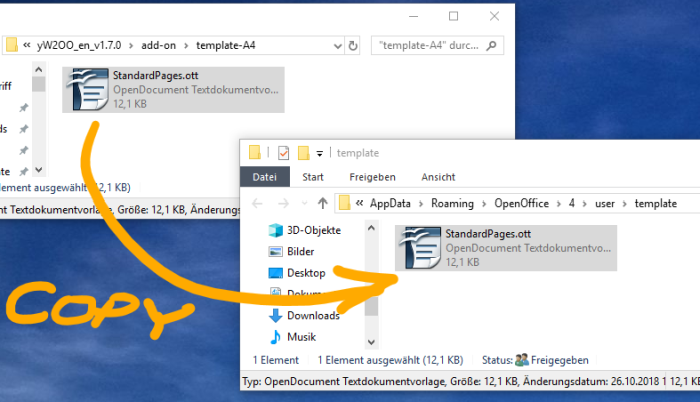 « yW2OO_en_v1.7.0 › add-on › template-A4
"template-A4" durc...
StandardPages.ott
OpenDocument Textdokumentvo...
12,1 KB
riff
ds
te
lement ausgewählt (12,1 KB)
nt Textdokumentvorlage, Größe: 12,1 KB, Änderungs
template
Datei Start Freigeben Ansicht
« AppData › Roaming › OpenOffice › 4 › user › template
3D-Objekte
Bilder
Desktop
Dokum
Downloads
Musik
StandardPages.ott
OpenDocument Textdokumentvo...
12,1 KB
COPY
1 Element 1 Element ausgewählt (12,1 KB) Status: Freigegeben
Typ: OpenDocument Textdokumentvorlage, Größe: 12,1 KB, Änderungsdatum: 26.10.2018 1 12,1 KB